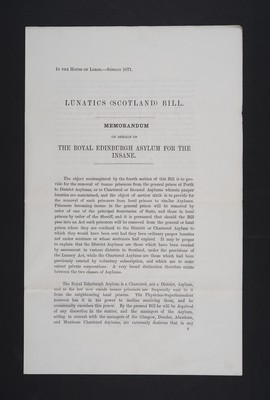 In the House of Lords.—Session 1871.
LUNATICS (SCOTLAND) BILL.
MEMORANDUM
ON BEHALF OF
THE ROYAL EDINBURGH ASYLUM FOR THE
INSANE.
The object contemplated by the fourth section of this Bill is to pro-
vide for the removal of insane prisoners from the general prison at Perth
to District Asylums, or to Chartered or licensed Asylums wherein pauper
lunatics are maintained, and the object of section sixth is to provide for
the removal of such prisoners from local prisons to similar Asylums.
Prisoners becoming insane in the general prison will be removed by
order of one of the principal Secretaries of State, and those in local
prisons by order of the Sheriff, and it is presumed that should the Bill
pass into an Act such prisoners will be removed from the general or local
prison where they are confined to the District or Chartered Asylum to
which they would have been sent had they been ordinary pauper lunatics
not under sentence or whose sentences had expired. It may be proper
to explain that the District Asylums are those which have been erected
by assessment in various districts in Scotland, under the provisions of
the Lunacy Act, while the Chartered Asylums are those which had been
previously erected by voluntary subscription, and which are to some
extent private corporations. A very broad distinction therefore exists
between the two classes of Asylums.
The Royal Edinburgh Asylum is a Chartered, not a District, Asylum,
and as the law now stands insane prisoners are frequently sent to it
from the neighbouring local prisons. The Physician-Superintendent
however has it in his power to decline receiving them, and he
occasionally exercises this power. By the present Bill he will be deprived
of any discretion in the matter, and the managers of the Asylum,
acting in concert with the managers of the Glasgow, Dundee, Aberdeen,
and Montrose Chartered Asylums, are extremely desirous that in any